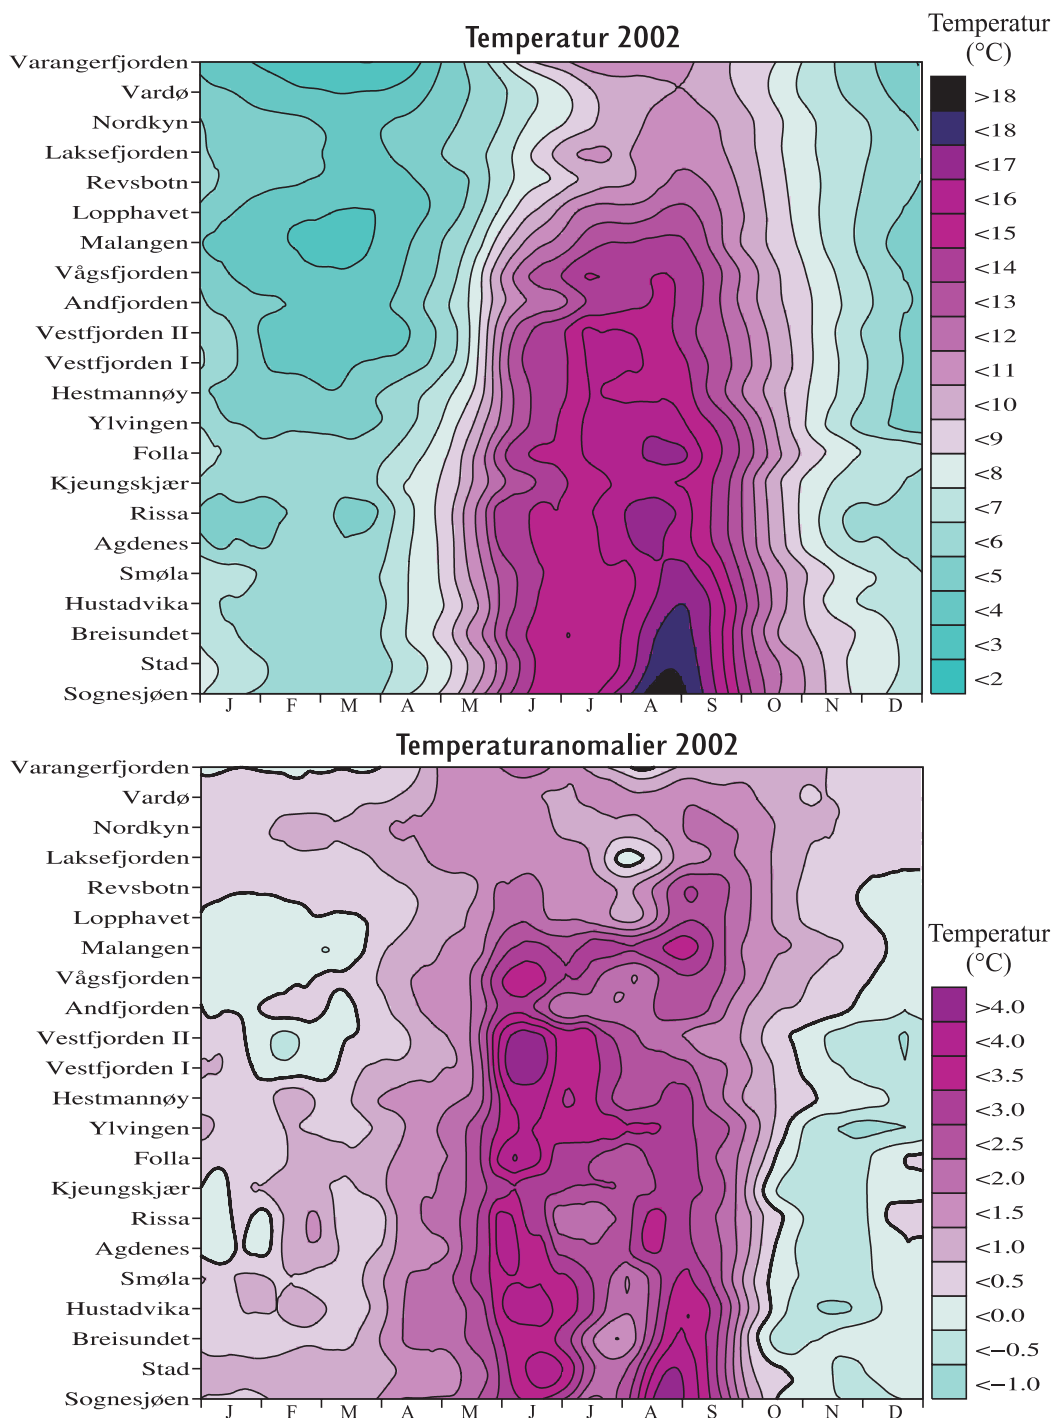 Temperatur 2002
Temperatur
(°C)
Varangerfjorden
Vardø
Nordkyn
Laksefjorden
Revsbotn
Lopphavet
Malangen
Vågsfjorden
Andfjorden
Vestfjorden II
Vestfjorden I
Hestmannøy
Ylvingen
Folla
Kjeungskjær
Rissa
Agdenes
Smøla
Hustadvika
Breisundet
Stad
Sognesjøen
J F M A M J J A S O N D
>18
<18
<17
<16
<15
<14
<13
<12
<11
<10
<9
<8
<7
<6
<5
<4
<3
<2
Temperaturanomalier 2002
Varangerfjorden
Vardø
Nordkyn
Laksefjorden
Revsbotn
Lopphavet
Malangen
Vågsfjorden
Andfjorden
Vestfjorden II
Vestfjorden I
Hestmannøy
Ylvingen
Folla
Kjeungskjær
Rissa
Agdenes
Smøla
Hustadvika
Breisundet
Stad
Sognesjøen
J F M A M J J A S O N D
Temperatur
(°C)
>4.0
<4.0
<3.5
<3.0
<2.5
<2.0
<1.5
<1.0
<0.5
<0.0
<−0.5
<−1.0